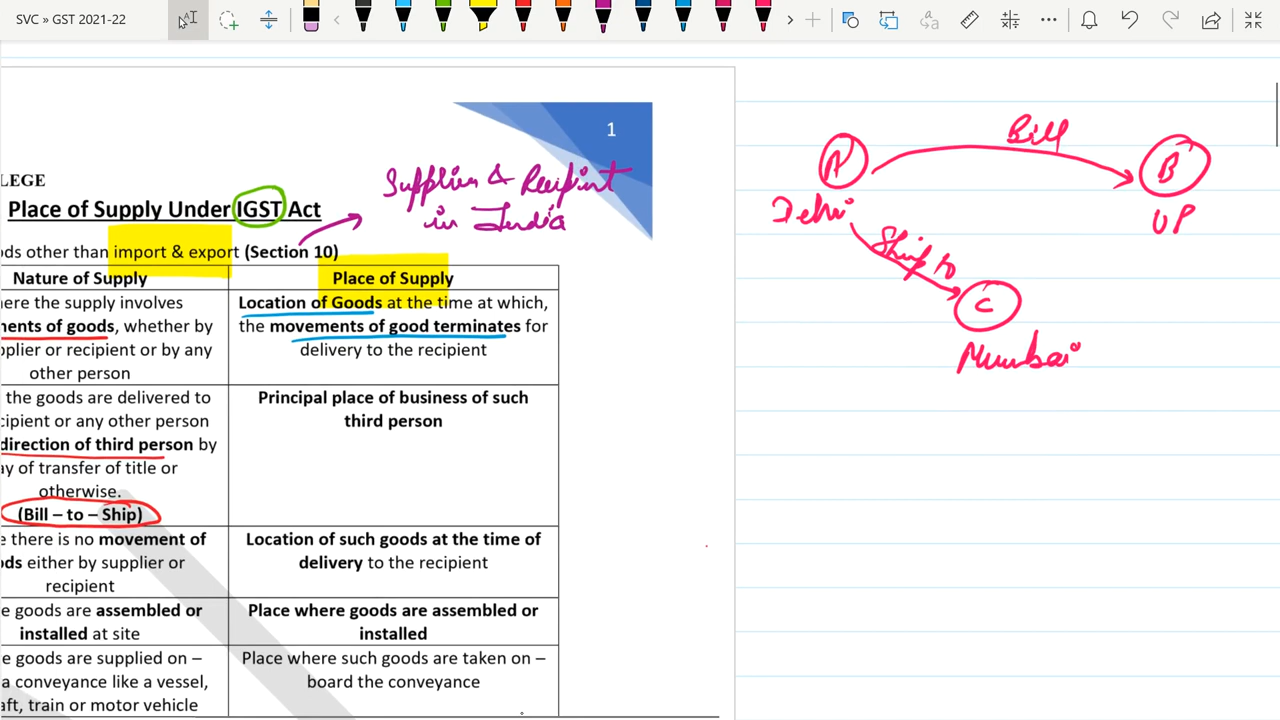 SVC » GST 2021-22
1
LEGE
Supplier & Recipint
in India
Place of Supply Under IGST Act
ods other than import & export (Section 10)
Nature of Supply
Place of Supply
ere the supply involves
ments of goods, whether by
pplier or recipient or by any
other person
Location of Goods at the time at which,
the movements of good terminates for
delivery to the recipient
the goods are delivered to
cipient or any other person
direction of third person by
ay of transfer of title or
otherwise.
(Bill – to – Ship)
Principal place of business of such
third person
e there is no movement of
ods either by supplier or
recipient
Location of such goods at the time of
delivery to the recipient
e goods are assembled or
installed at site
Place where goods are assembled or
installed
e goods are supplied on –
a conveyance like a vessel,
aft, train or motor vehicle
Place where such goods are taken on –
board the conveyance
A
Bill
B
Delhi
UP
Ship to
C
Mumbai